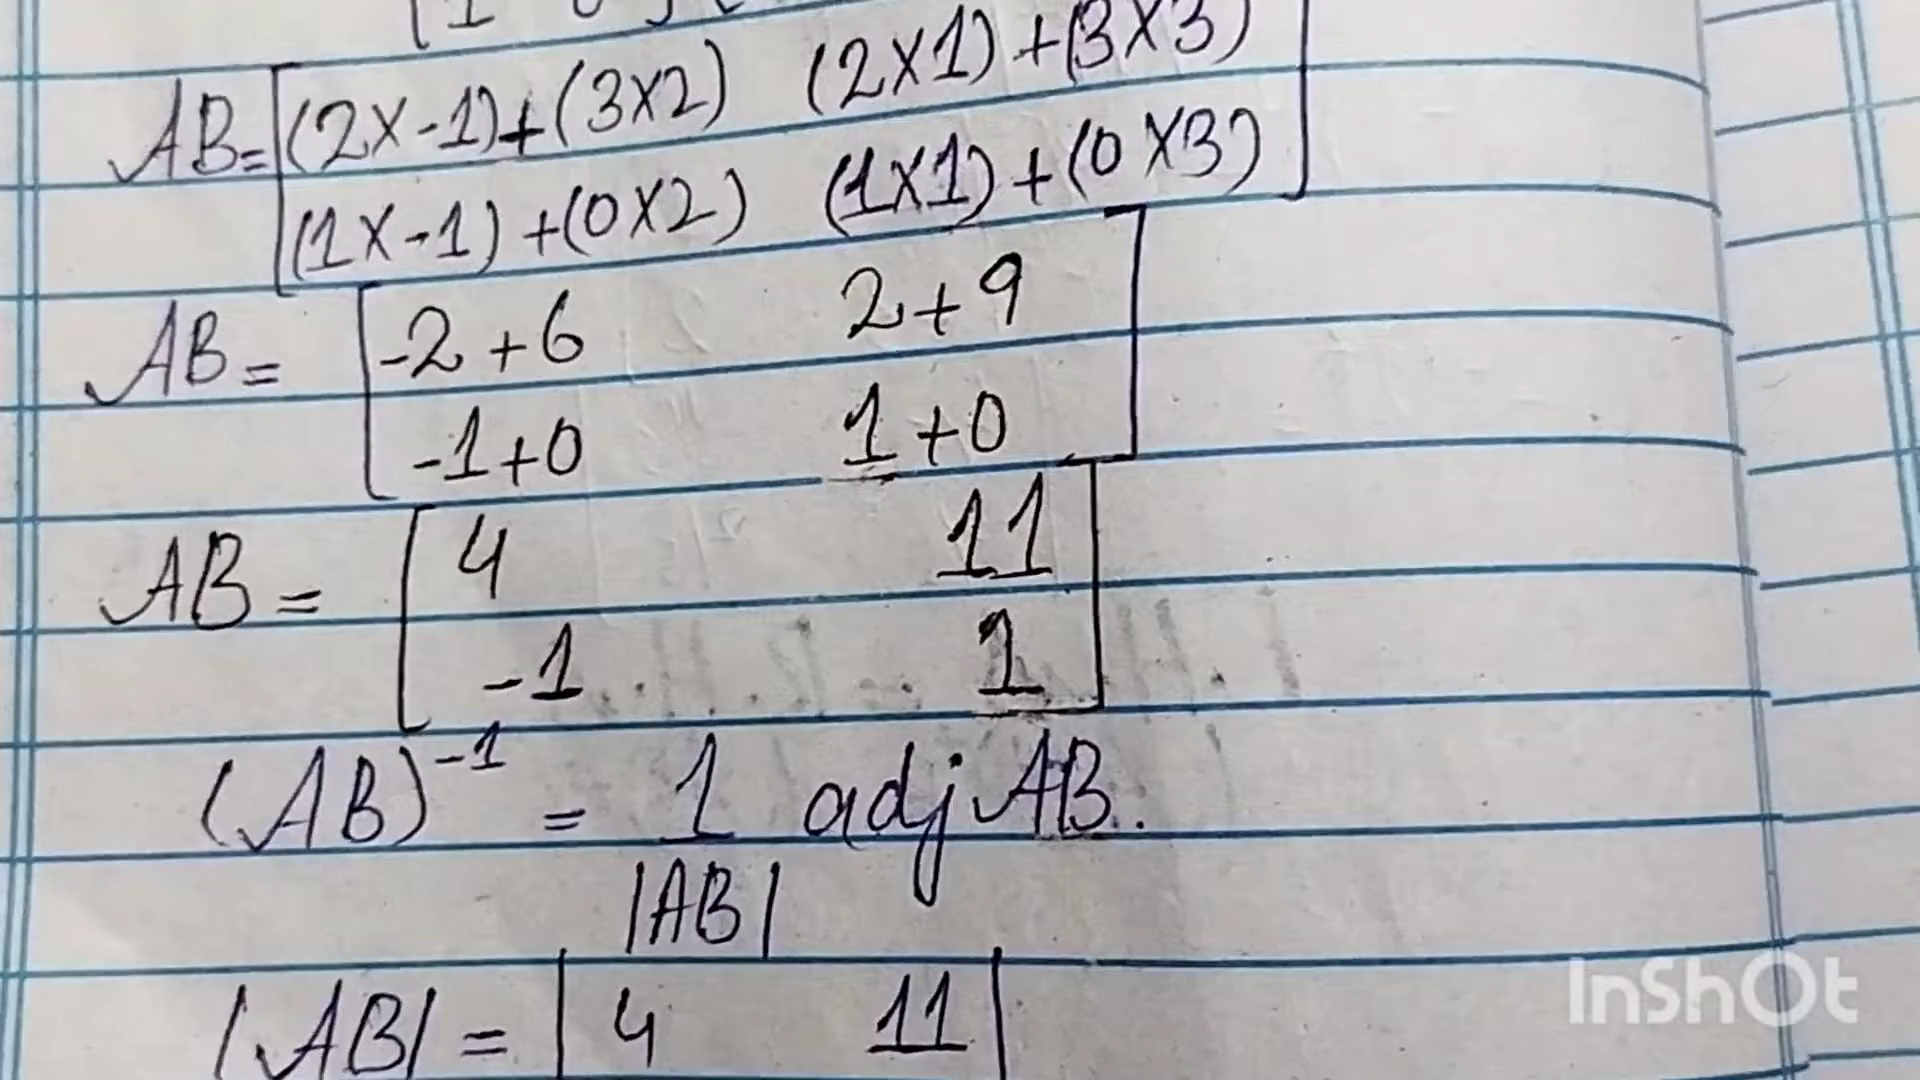 AB= [(2X-1)+(3X2) (2X1)+(3X3)
(1X-1)+(0X2) (1X1)+(0X3)]
AB= [-2+6 2+9
-1+0 1+0]
AB= [4 11
-1 1]
(AB)-1 = 1 adj AB.
|AB|
|AB| = |4 11|
InShOt